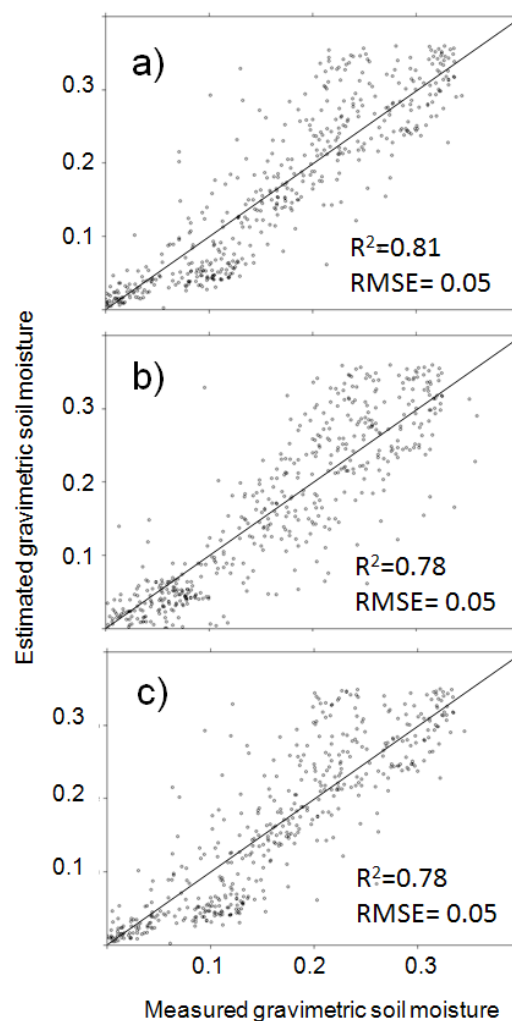 a)
0.3
0.2
0.1
R²=0.81
RMSE= 0.05
b)
0.3
0.2
0.1
R²=0.78
RMSE= 0.05
c)
0.3
0.2
0.1
R²=0.78
RMSE= 0.05
0.1 0.2 0.3
Estimated gravimetric soil moisture
Measured gravimetric soil moisture